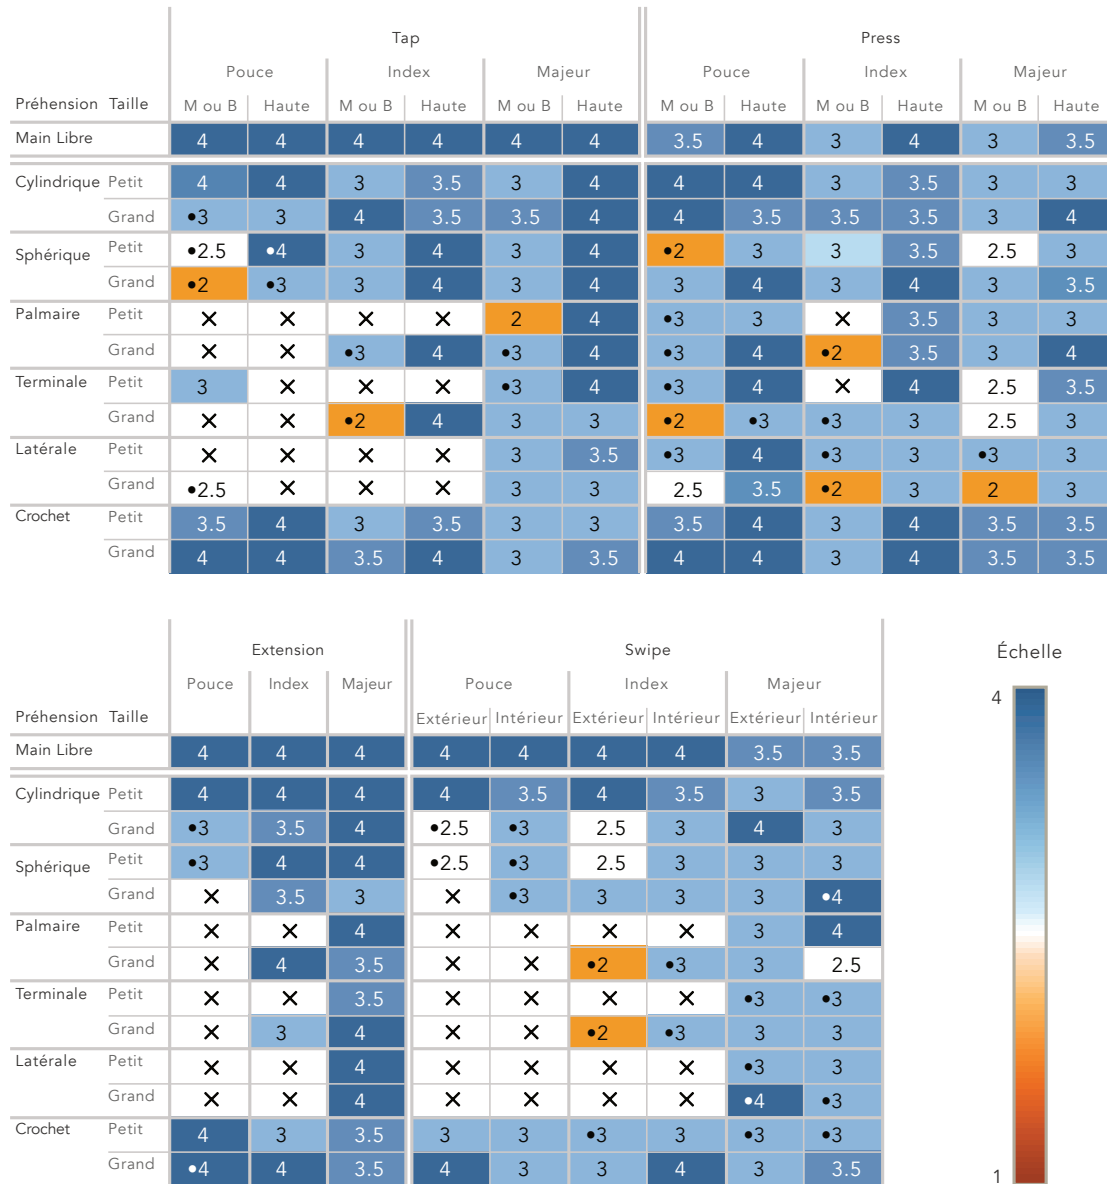 Tap Press
Pouce Index Majeur Pouce Index Majeur
Préhension Taille M ou B Haute M ou B Haute M ou B Haute M ou B Haute M ou B Haute M ou B Haute
Main Libre 4 4 4 4 4 4 3.5 4 3 4 3 3.5
Cylindrique Petit 4 4 3 3.5 3 4 4 4 3 3.5 3 3
Grand •3 3 4 3.5 3.5 4 4 3.5 3.5 3.5 3 4
Sphérique Petit •2.5 •4 3 4 3 4 •2 3 3 3.5 2.5 3
Grand •2 •3 3 4 3 4 3 4 3 4 3 3.5
Palmaire Petit × × × × 2 4 •3 3 × 3.5 3 3
Grand × × •3 4 •3 4 •3 4 •2 3.5 3 4
Terminale Petit 3 × × × •3 4 •3 4 × 4 2.5 3.5
Grand × × •2 4 3 3 •2 •3 •3 3 2.5 3
Latérale Petit × × × × 3 3.5 •3 4 •3 3 •3 3
Grand •2.5 × × × 3 3 2.5 3.5 •2 3 2 3
Crochet Petit 3.5 4 3 3.5 3 3 3.5 4 3 4 3.5 3.5
Grand 4 4 3.5 4 3 3.5 4 4 3 4 3.5 3.5
Extension Swipe Échelle
Pouce Index Majeur Pouce Index Majeur 4
Préhension Taille Extérieur Intérieur Extérieur Intérieur Extérieur Intérieur
Main Libre 4 4 4 4 4 4 4 3.5 3.5
Cylindrique Petit 4 4 4 4 3.5 4 3.5 3 3.5
Grand •3 3.5 4 •2.5 •3 2.5 3 4 3
Sphérique Petit •3 4 4 •2.5 •3 2.5 3 3 3
Grand × 3.5 3 × •3 3 3 3 •4
Palmaire Petit × × 4 × × × × 3 4
Grand × 4 3.5 × × •2 •3 3 2.5
Terminale Petit × × 3.5 × × × × •3 •3
Grand × 3 4 × × •2 •3 3 3
Latérale Petit × × 4 × × × × •3 3
Grand × × 4 × × × × •4 •3
Crochet Petit 4 3 3.5 3 3 •3 3 •3 •3
Grand •4 4 3.5 4 3 3 4 3 3.5 1